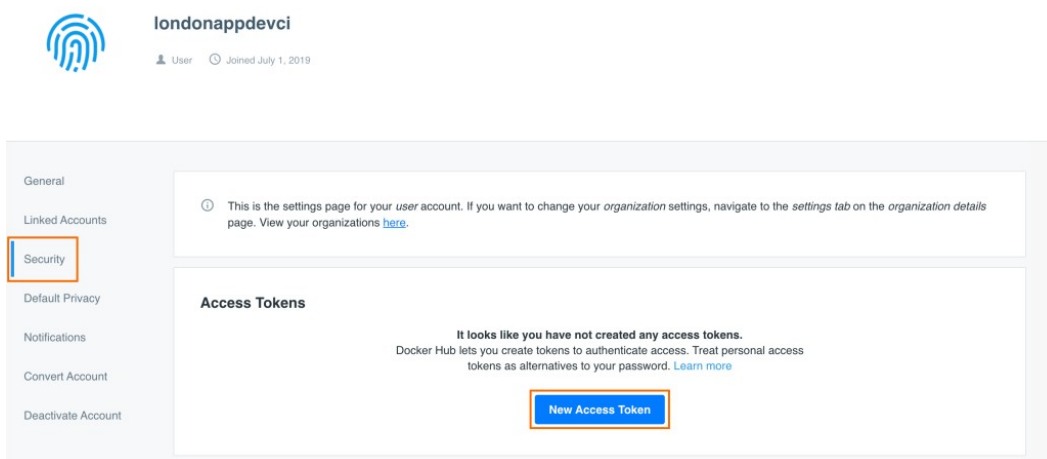 londonappdevci
User Joined July 1, 2019
General
Linked Accounts
Security
Default Privacy
Notifications
Convert Account
Deactivate Account
This is the settings page for your user account. If you want to change your organization settings, navigate to the settings tab on the organization details
page. View your organizations here.
Access Tokens
It looks like you have not created any access tokens.
Docker Hub lets you create tokens to authenticate access. Treat personal access
tokens as alternatives to your password. Learn more
New Access Token